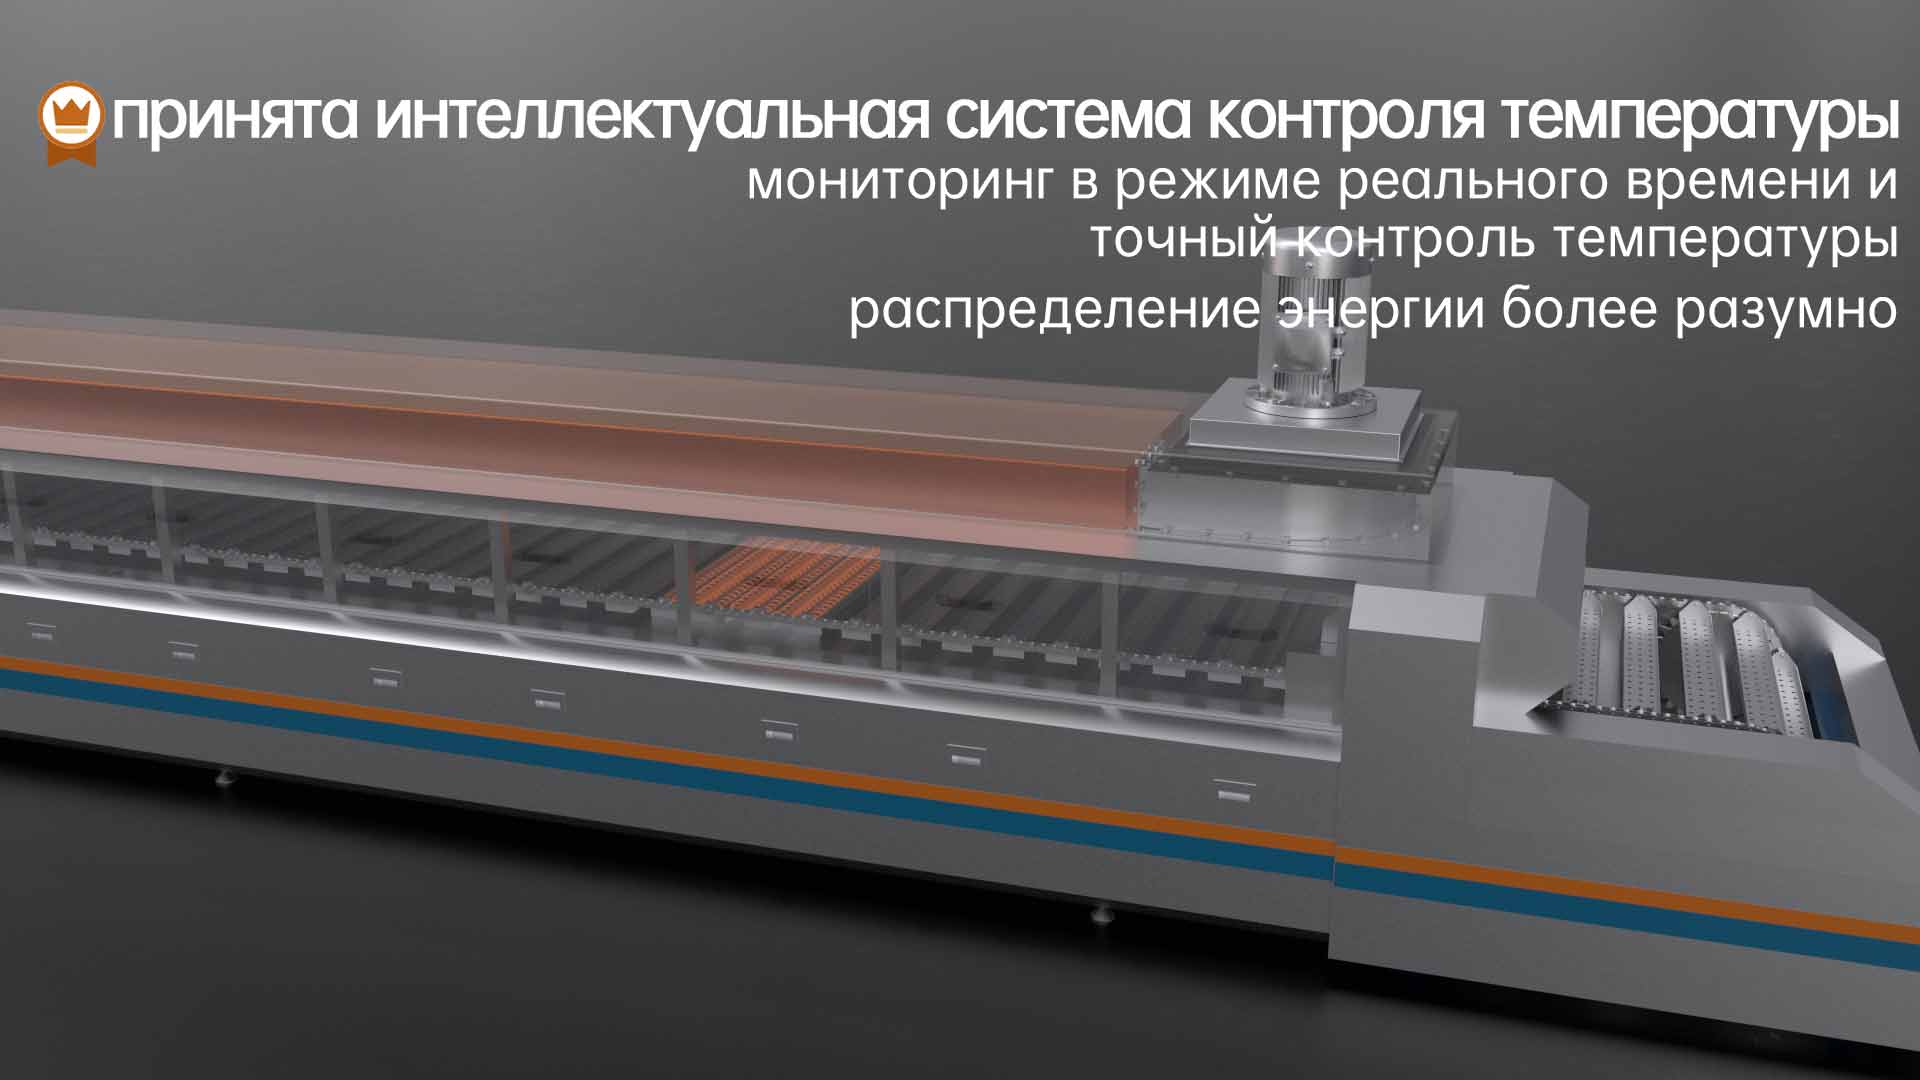 принята интеллектуальная система контроля температуры
мониторинг в режиме реального времени и
точный контроль температуры
распределение энергии более разумно